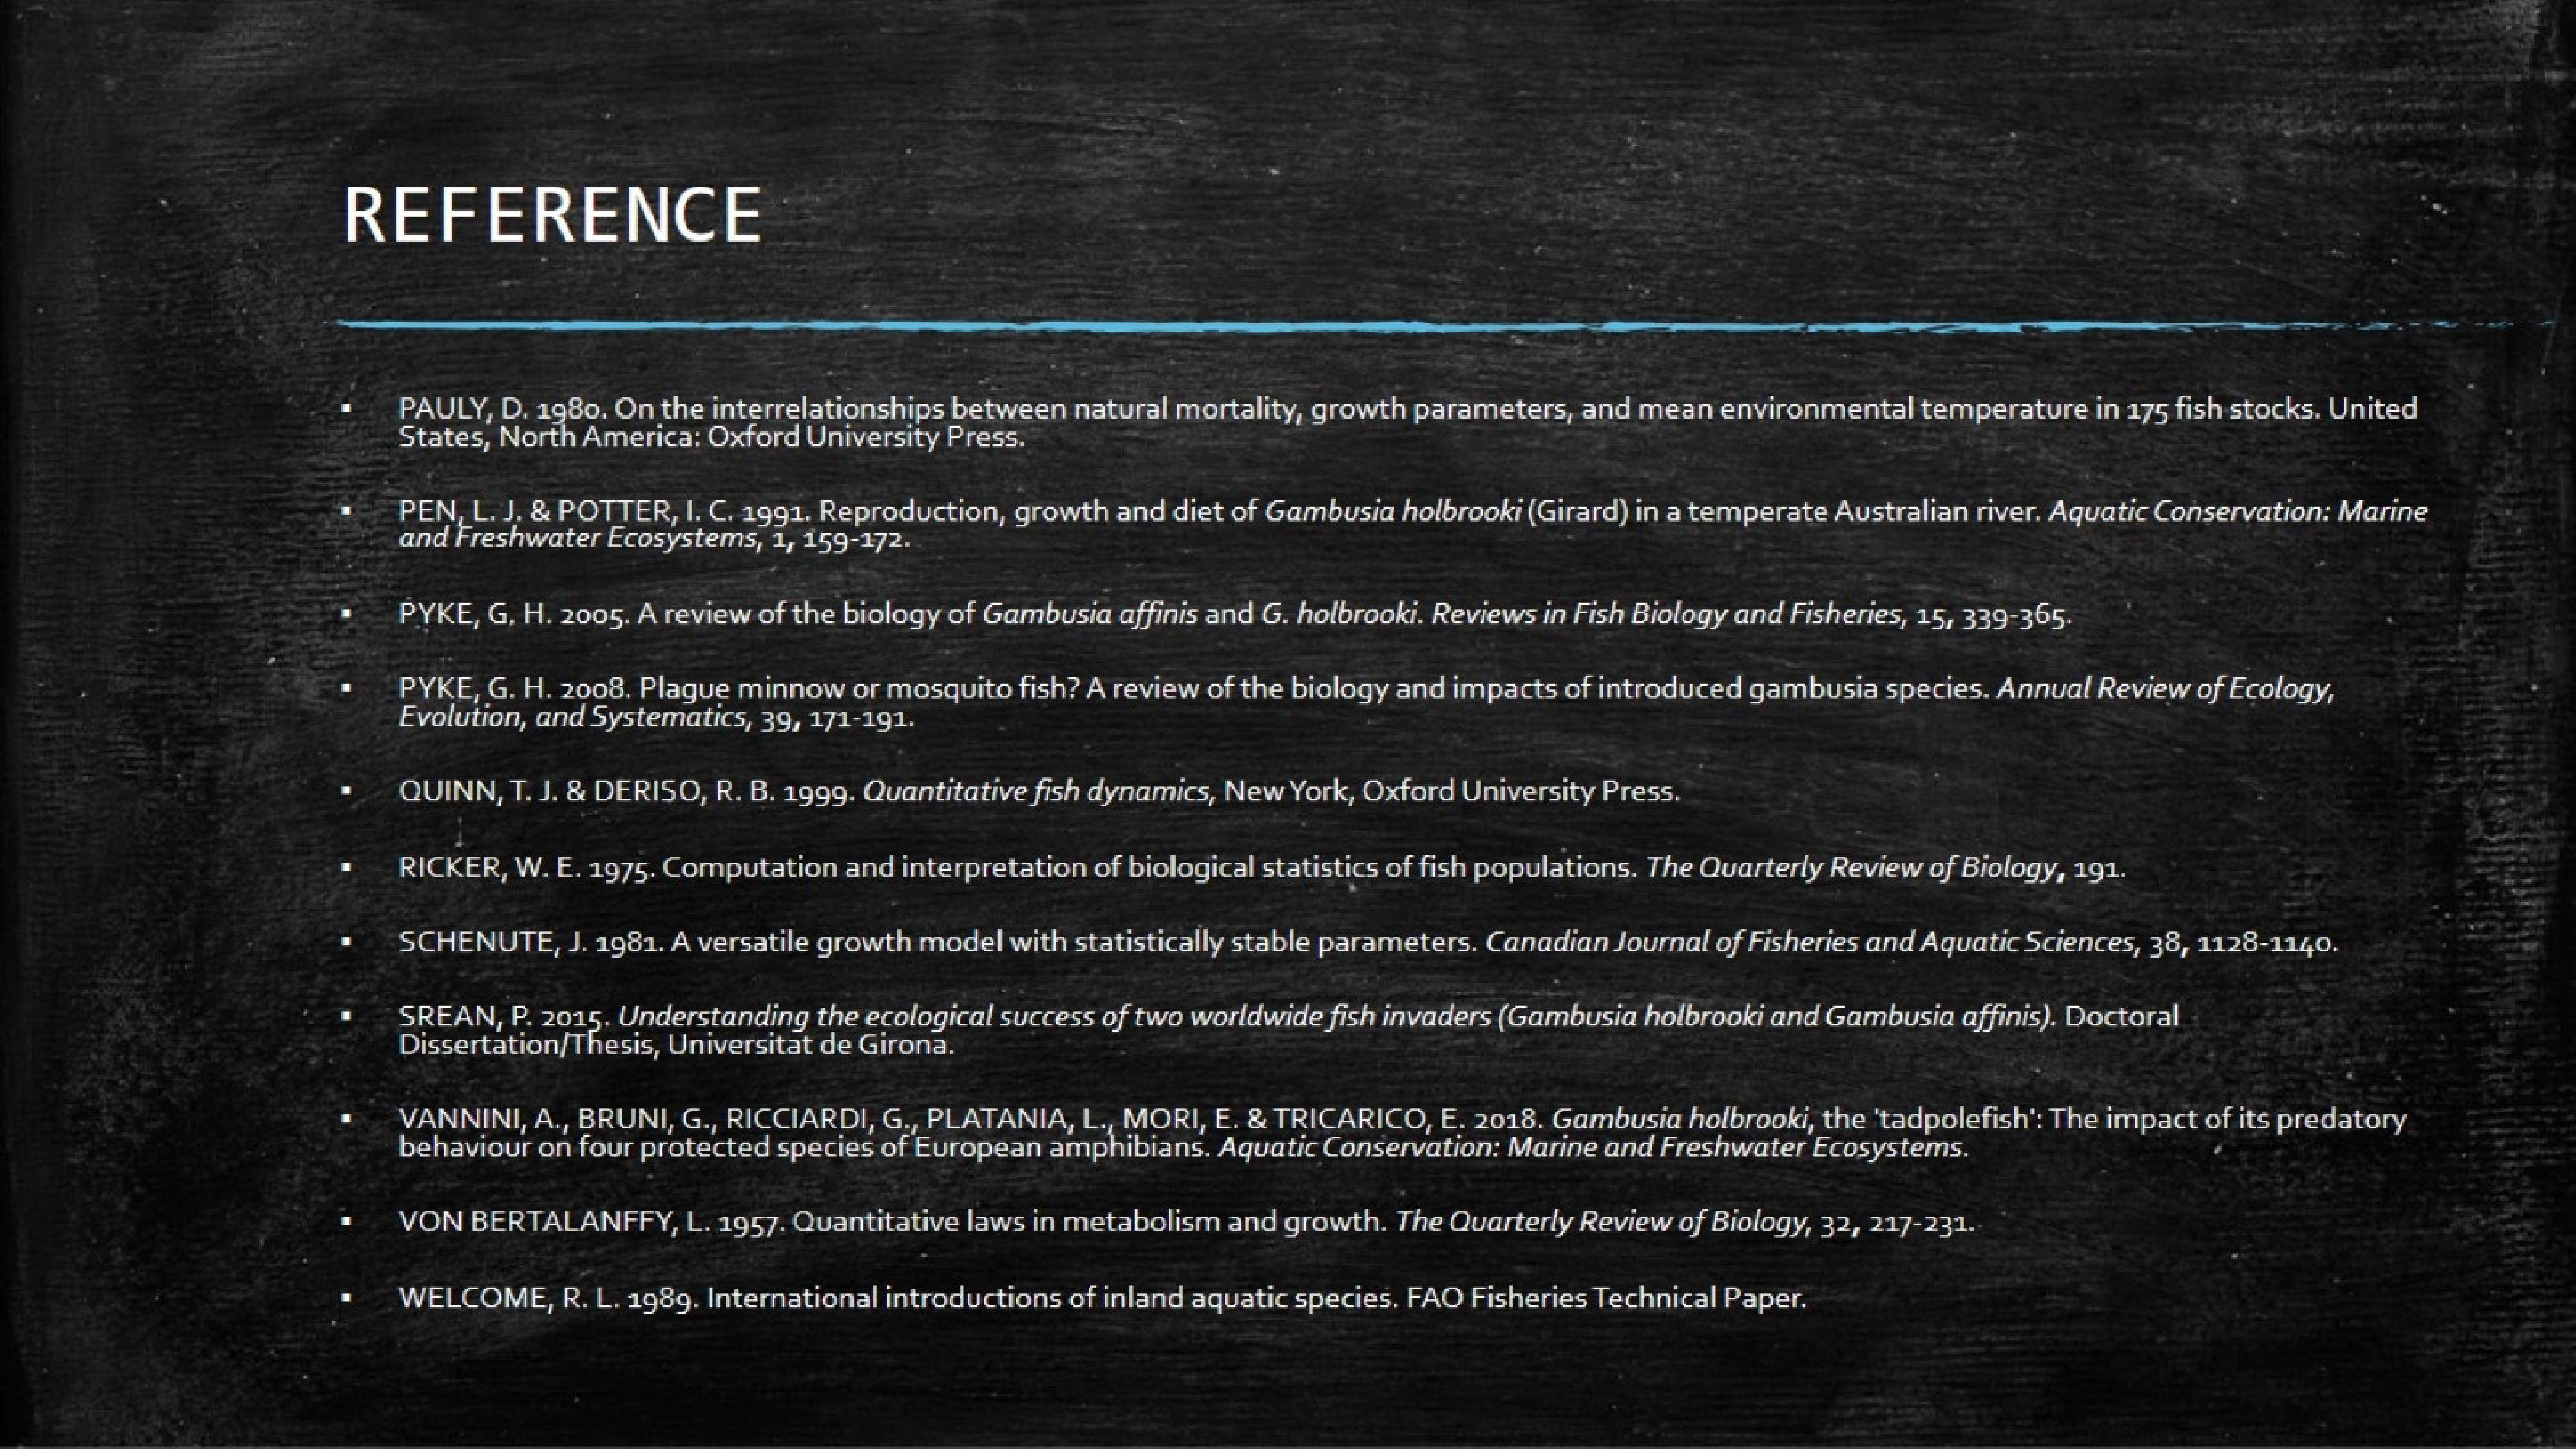 REFERENCE
▪ PAULY, D. 1980. On the interrelationships between natural mortality, growth parameters, and mean environmental temperature in 175 fish stocks. United
States, North America: Oxford University Press.
▪ PEN, L. J. & POTTER, I. C. 1991. Reproduction, growth and diet of Gambusia holbrooki (Girard) in a temperate Australian river. Aquatic Conservation: Marine
and Freshwater Ecosystems, 1, 159-172.
▪ PYKE, G. H. 2005. A review of the biology of Gambusia affinis and G. holbrooki. Reviews in Fish Biology and Fisheries, 15, 339-365.
▪ PYKE, G. H. 2008. Plague minnow or mosquito fish? A review of the biology and impacts of introduced gambusia species. Annual Review of Ecology,
Evolution, and Systematics, 39, 171-191.
▪ QUINN, T. J. & DERISO, R. B. 1999. Quantitative fish dynamics, New York, Oxford University Press.
▪ RICKER, W. E. 1975. Computation and interpretation of biological statistics of fish populations. The Quarterly Review of Biology, 191.
▪ SCHENUTE, J. 1981. A versatile growth model with statistically stable parameters. Canadian Journal of Fisheries and Aquatic Sciences, 38, 1128-1140.
▪ SREAN, P. 2015. Understanding the ecological success of two worldwide fish invaders (Gambusia holbrooki and Gambusia affinis). Doctoral
Dissertation/Thesis, Universitat de Girona.
▪ VANNINI, A., BRUNI, G., RICCIARDI, G., PLATANIA, L., MORI, E. & TRICARICO, E. 2018. Gambusia holbrooki, the 'tadpolefish': The impact of its predatory
behaviour on four protected species of European amphibians. Aquatic Conservation: Marine and Freshwater Ecosystems.
▪ VON BERTALANFFY, L. 1957. Quantitative laws in metabolism and growth. The Quarterly Review of Biology, 32, 217-231.
▪ WELCOME, R. L. 1989. International introductions of inland aquatic species. FAO Fisheries Technical Paper.